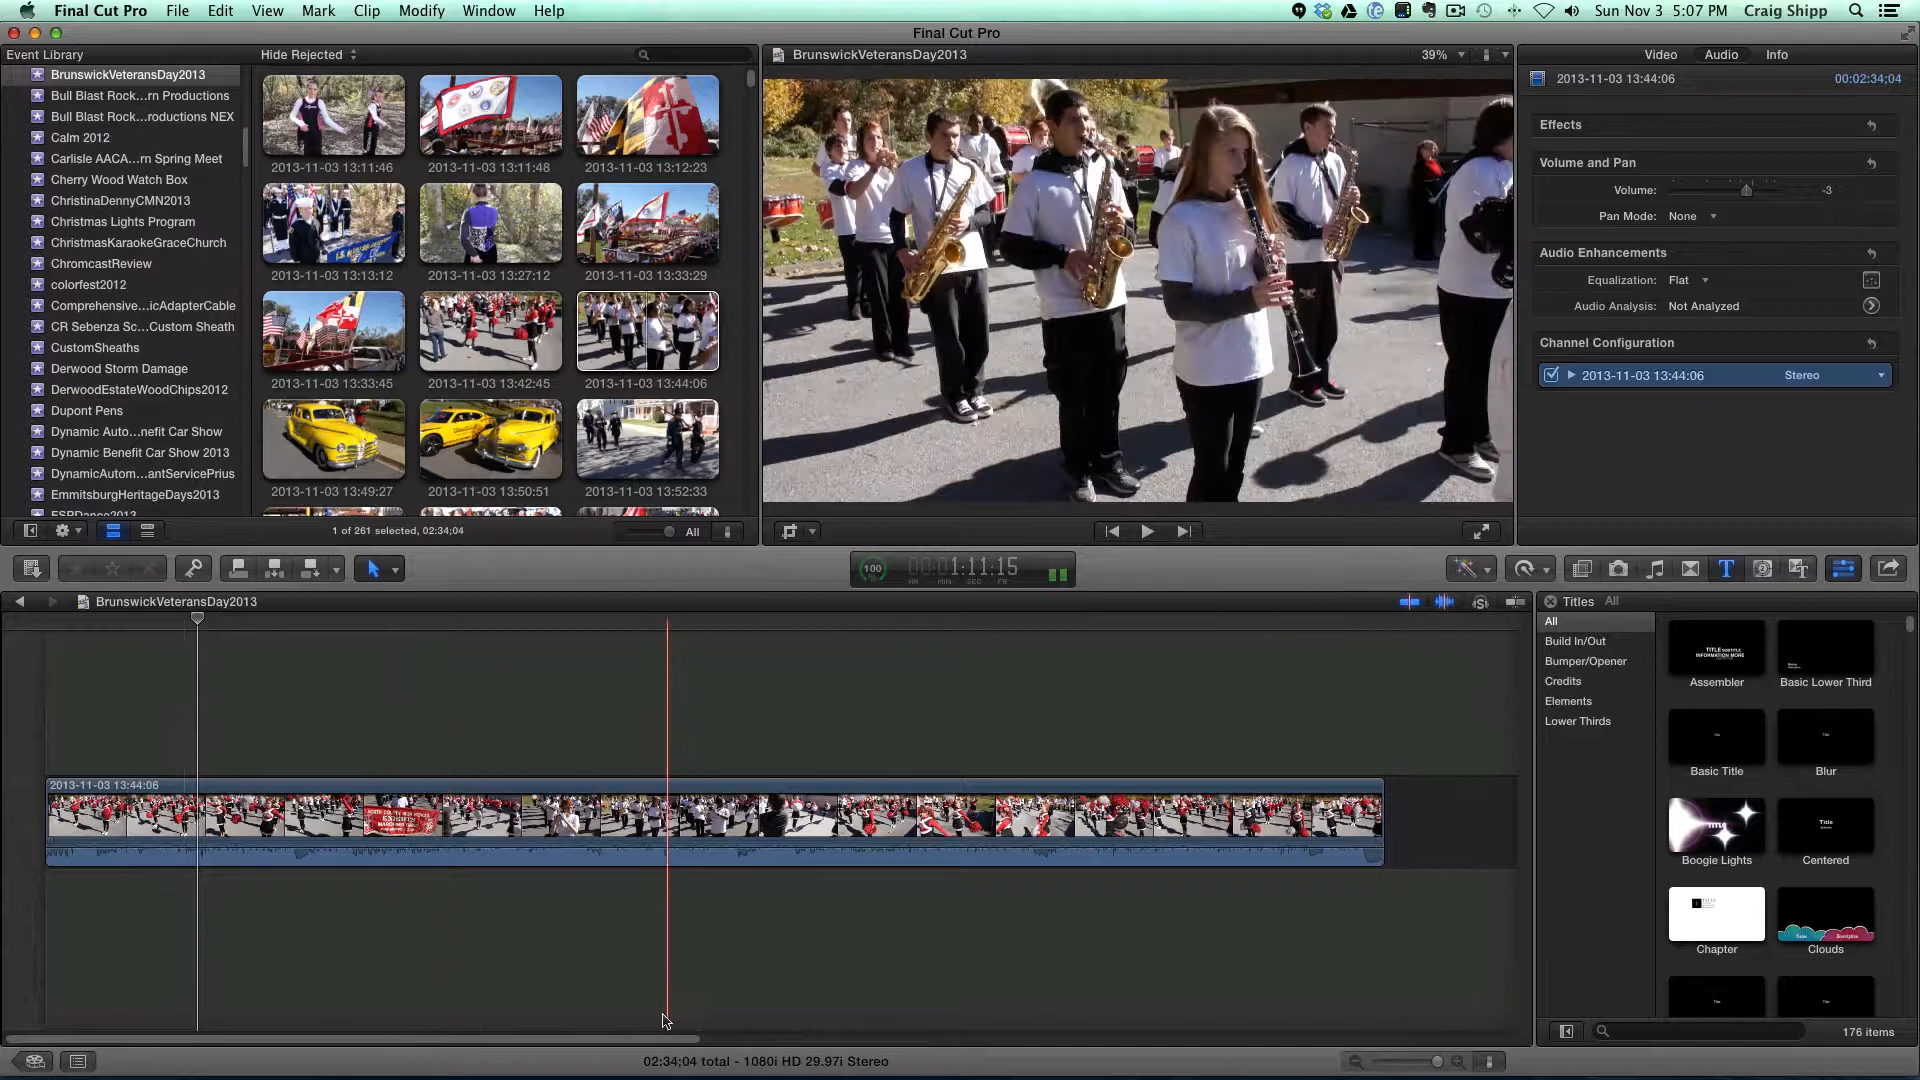 Final Cut Pro File Edit View Mark Clip Modify Window Help
Sun Nov 3 5:07 PM Craig Shipp
Final Cut Pro
Event Library
Hide Rejected
BrunswickVeteransDay2013
Bull Blast Rock...rn Productions
Bull Blast Rock...roductions NEX
Calm 2012
Carlisle AACA...rn Spring Meet
Cherry Wood Watch Box
ChristinaDennyCMN2013
Christmas Lights Program
ChristmasKaraokeGraceChurch
ChromcastReview
colorfest2012
Comprehensive...icAdapterCable
CR Sebenza Sc...Custom Sheath
CustomSheaths
Derwood Storm Damage
DerwoodEstateWoodChips2012
Dupont Pens
Dynamic Auto...nefit Car Show
Dynamic Benefit Car Show 2013
DynamicAutom...antServicePrius
EmmitsburgHeritageDays2013
ESPDance2013
2013-11-03 13:11:46
2013-11-03 13:11:48
2013-11-03 13:12:23
2013-11-03 13:13:12
2013-11-03 13:27:12
2013-11-03 13:33:29
2013-11-03 13:33:45
2013-11-03 13:42:45
2013-11-03 13:44:06
2013-11-03 13:49:27
2013-11-03 13:50:51
2013-11-03 13:52:33
1 of 261 selected, 02:34;04
All
BrunswickVeteransDay2013
39%
Video Audio Info
2013-11-03 13:44:06
00:02:34;04
Effects
Volume and Pan
Volume: -3
Pan Mode: None
Audio Enhancements
Equalization: Flat
Audio Analysis: Not Analyzed
Channel Configuration
2013-11-03 13:44:06 Stereo
100
%
00:01:11:15
HR MIN SEC FR
BrunswickVeteransDay2013
2013-11-03 13:44:06
Titles All
All
Build In/Out
Bumper/Opener
Credits
Elements
Lower Thirds
Assembler
Basic Lower Third
Basic Title
Blur
Boogie Lights
Centered
Chapter
Clouds
176 items
02:34;04 total - 1080i HD 29.97i Stereo